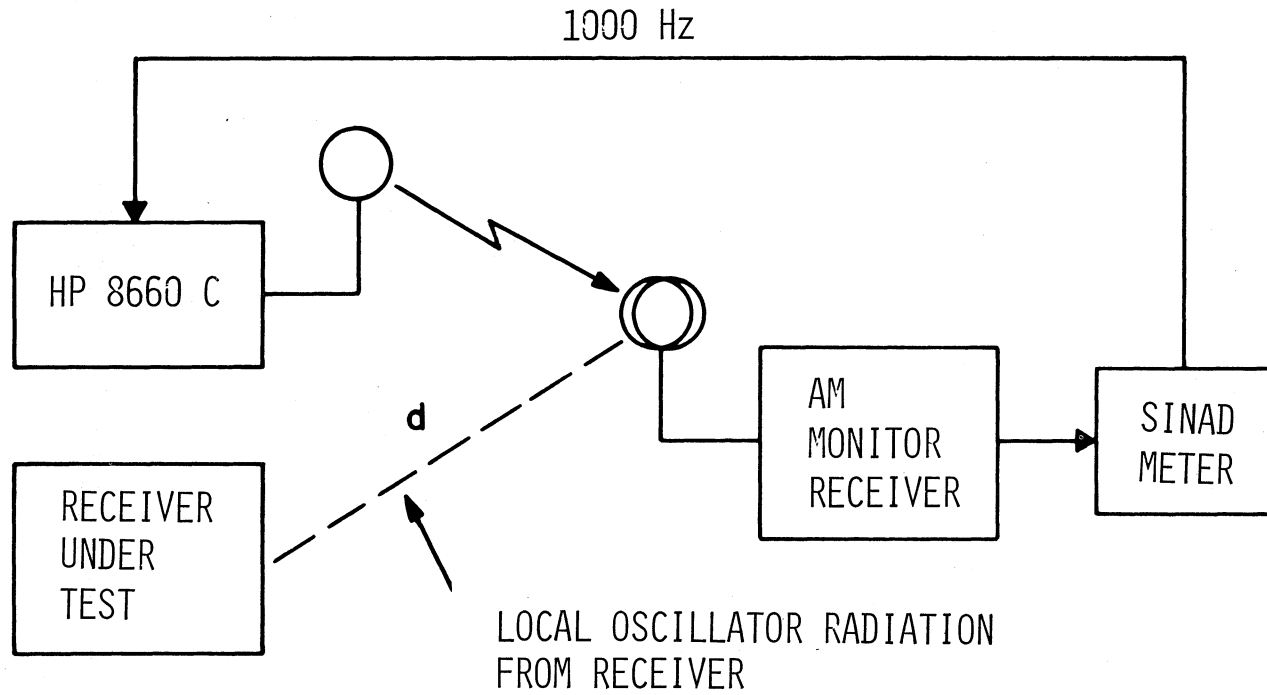 1000 Hz
HP 8660 C
d
AM
MONITOR
RECEIVER
SINAD
METER
RECEIVER
UNDER
TEST
LOCAL OSCILLATOR RADIATION
FROM RECEIVER